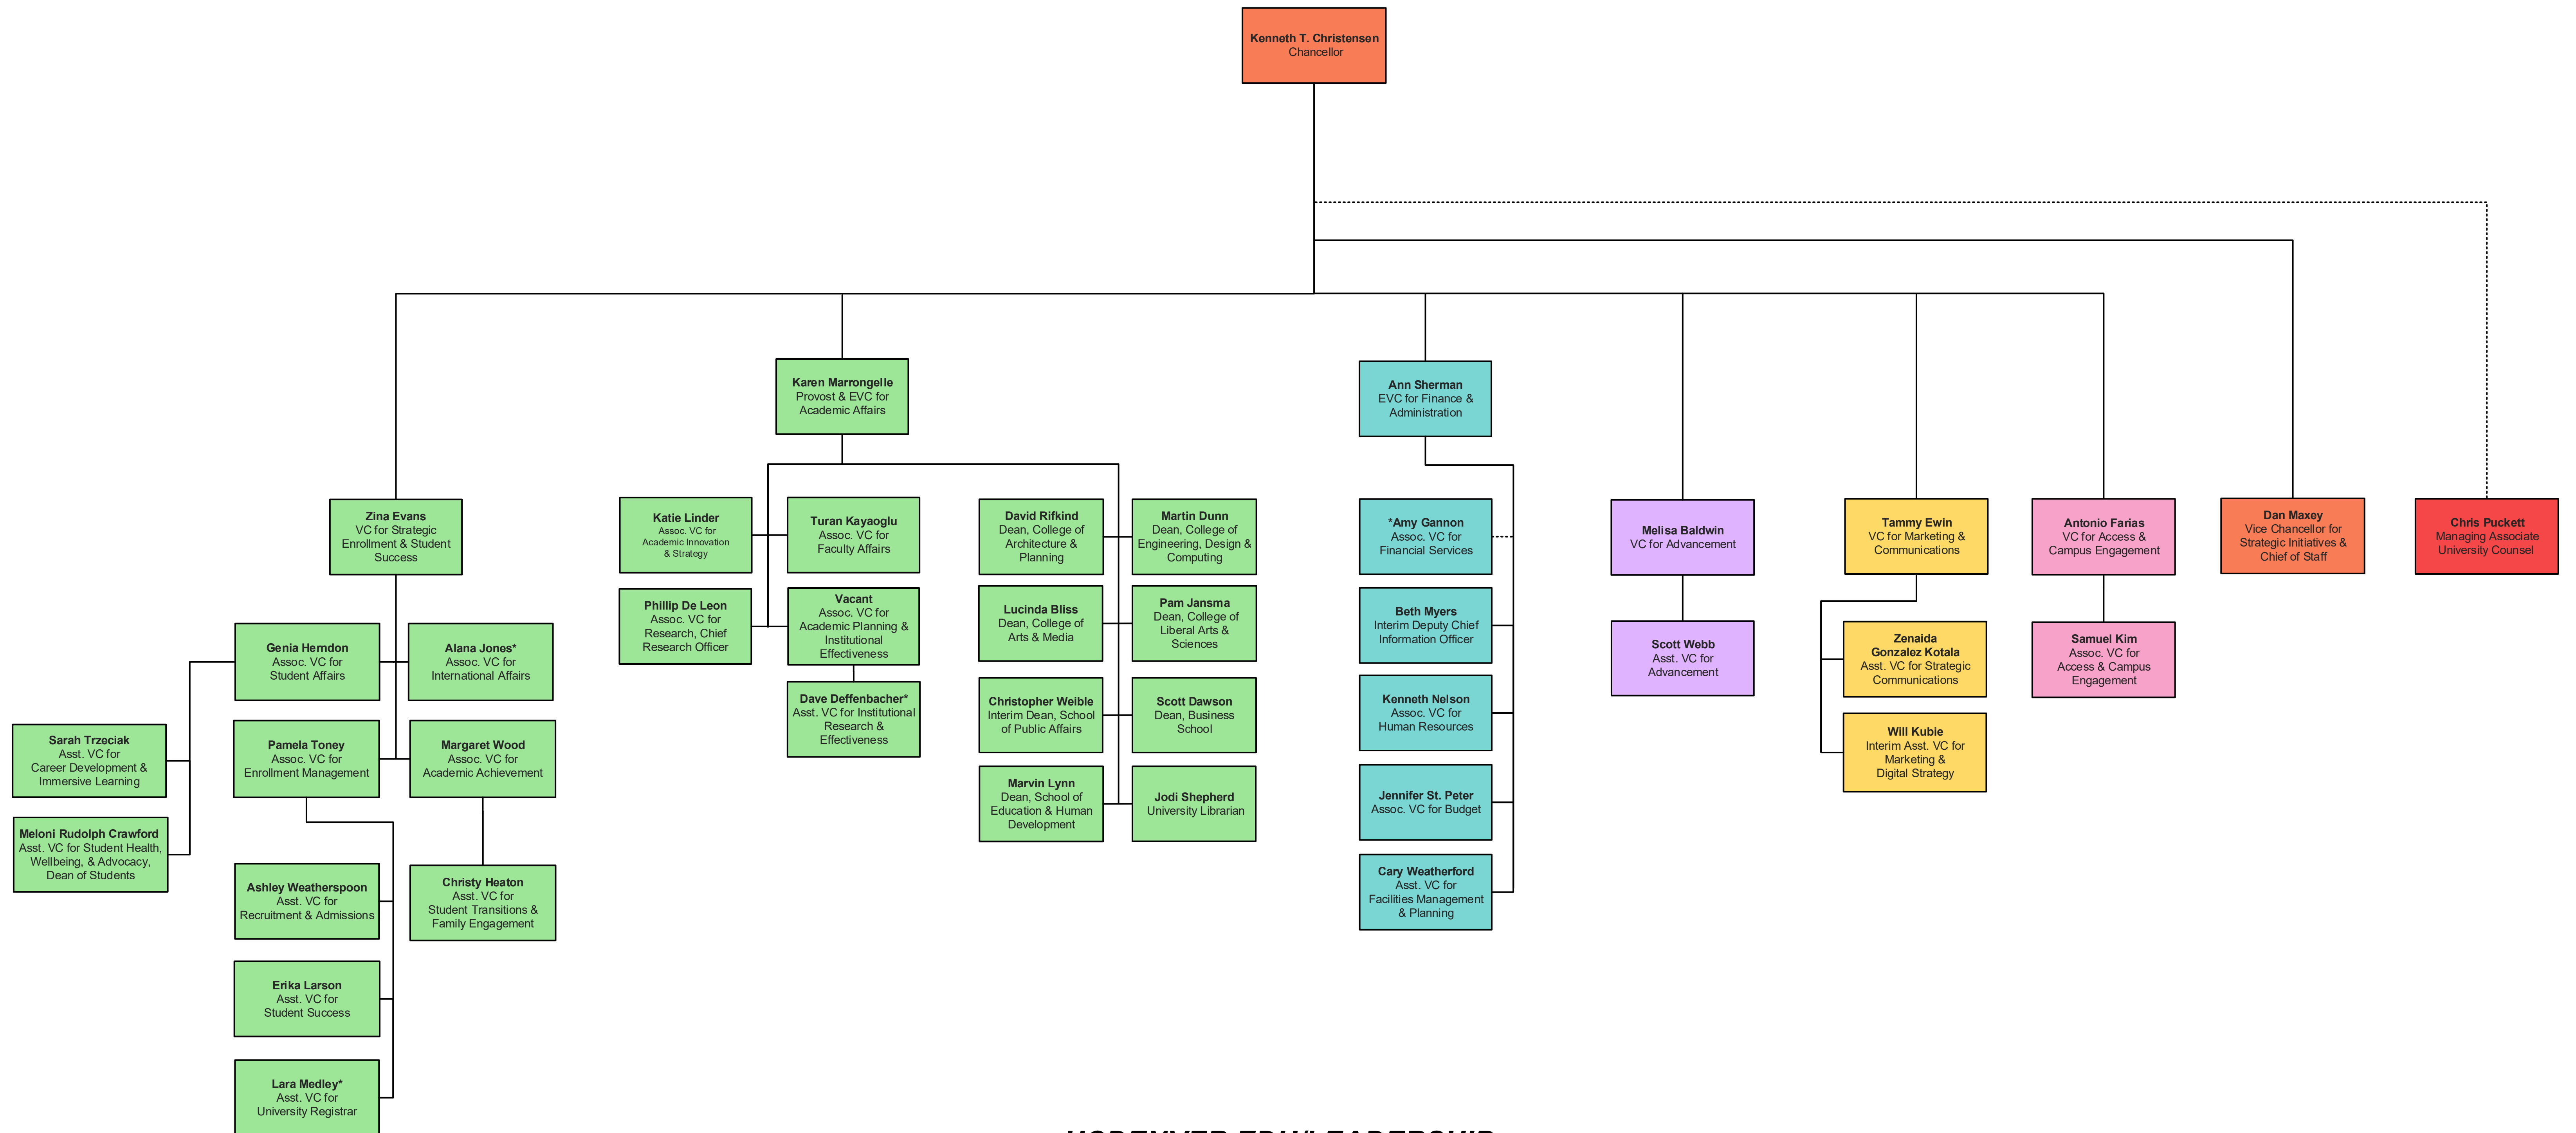 Kenneth T. Christensen
Chancellor
Karen Marrongelle
Provost & EVC for
Academic Affairs
Ann Sherman
EVC for Finance &
Administration
Zina Evans
VC for Strategic
Enrollment & Student
Success
Katie Linder
Assoc. VC for
Academic Innovation
& Strategy
Turan Kayaoglu
Assoc. VC for
Faculty Affairs
David Rifkind
Dean, College of
Architecture &
Planning
Martin Dunn
Dean, College of
Engineering, Design &
Computing
*Amy Gannon
Assoc. VC for
Financial Services
Melisa Baldwin
VC for Advancement
Tammy Ewin
VC for Marketing &
Communications
Antonio Farias
VC for Access &
Campus Engagement
Dan Maxey
Vice Chancellor for
Strategic Initiatives &
Chief of Staff
Chris Puckett
Managing Associate
University Counsel
Phillip De Leon
Assoc. VC for
Research, Chief
Research Officer
Vacant
Assoc. VC for
Academic Planning &
Institutional
Effectiveness
Lucinda Bliss
Dean, College of
Arts & Media
Pam Jansma
Dean, College of
Liberal Arts &
Sciences
Beth Myers
Interim Deputy Chief
Information Officer
Genia Herndon
Assoc. VC for
Student Affairs
Alana Jones*
Assoc. VC for
International Affairs
Scott Webb
Asst. VC for
Advancement
Zenaida
Gonzalez Kotala
Asst. VC for Strategic
Communications
Samuel Kim
Assoc. VC for
Access & Campus
Engagement
Dave Deffenbacher*
Asst. VC for Institutional
Research &
Effectiveness
Christopher Weible
Interim Dean, School
of Public Affairs
Scott Dawson
Dean, Business
School
Kenneth Nelson
Assoc. VC for
Human Resources
Sarah Trzeciak
Asst. VC for
Career Development &
Immersive Learning
Pamela Toney
Assoc. VC for
Enrollment Management
Margaret Wood
Assoc. VC for
Academic Achievement
Will Kubie
Interim Asst. VC for
Marketing &
Digital Strategy
Marvin Lynn
Dean, School of
Education & Human
Development
Jodi Shepherd
University Librarian
Jennifer St. Peter
Assoc. VC for Budget
Meloni Rudolph Crawford
Asst. VC for Student Health,
Wellbeing, & Advocacy,
Dean of Students
Ashley Weatherspoon
Asst. VC for
Recruitment & Admissions
Christy Heaton
Asst. VC for
Student Transitions &
Family Engagement
Cary Weatherford
Asst. VC for
Facilities Management
& Planning
Erika Larson
Asst. VC for
Student Success
Lara Medley*
Asst. VC for
University Registrar